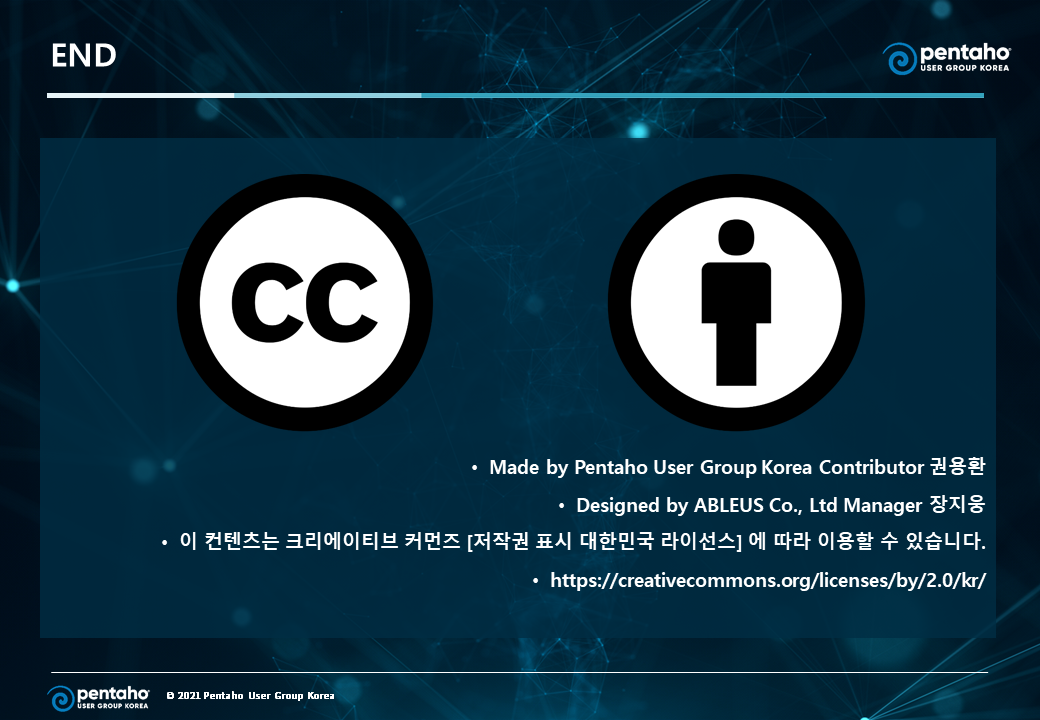 END
pentaho
USER GROUP KOREA
cc
• Made by Pentaho User Group Korea Contributor 권용환
• Designed by ABLEUS Co., Ltd Manager 장지웅
• 이 컨텐츠는 크리에이티브 커먼즈 [저작권 표시 대한민국 라이선스] 에 따라 이용할 수 있습니다.
• https://creativecommons.org/licenses/by/2.0/kr/
pentaho
USER GROUP KOREA
© 2021 Pentaho User Group Korea